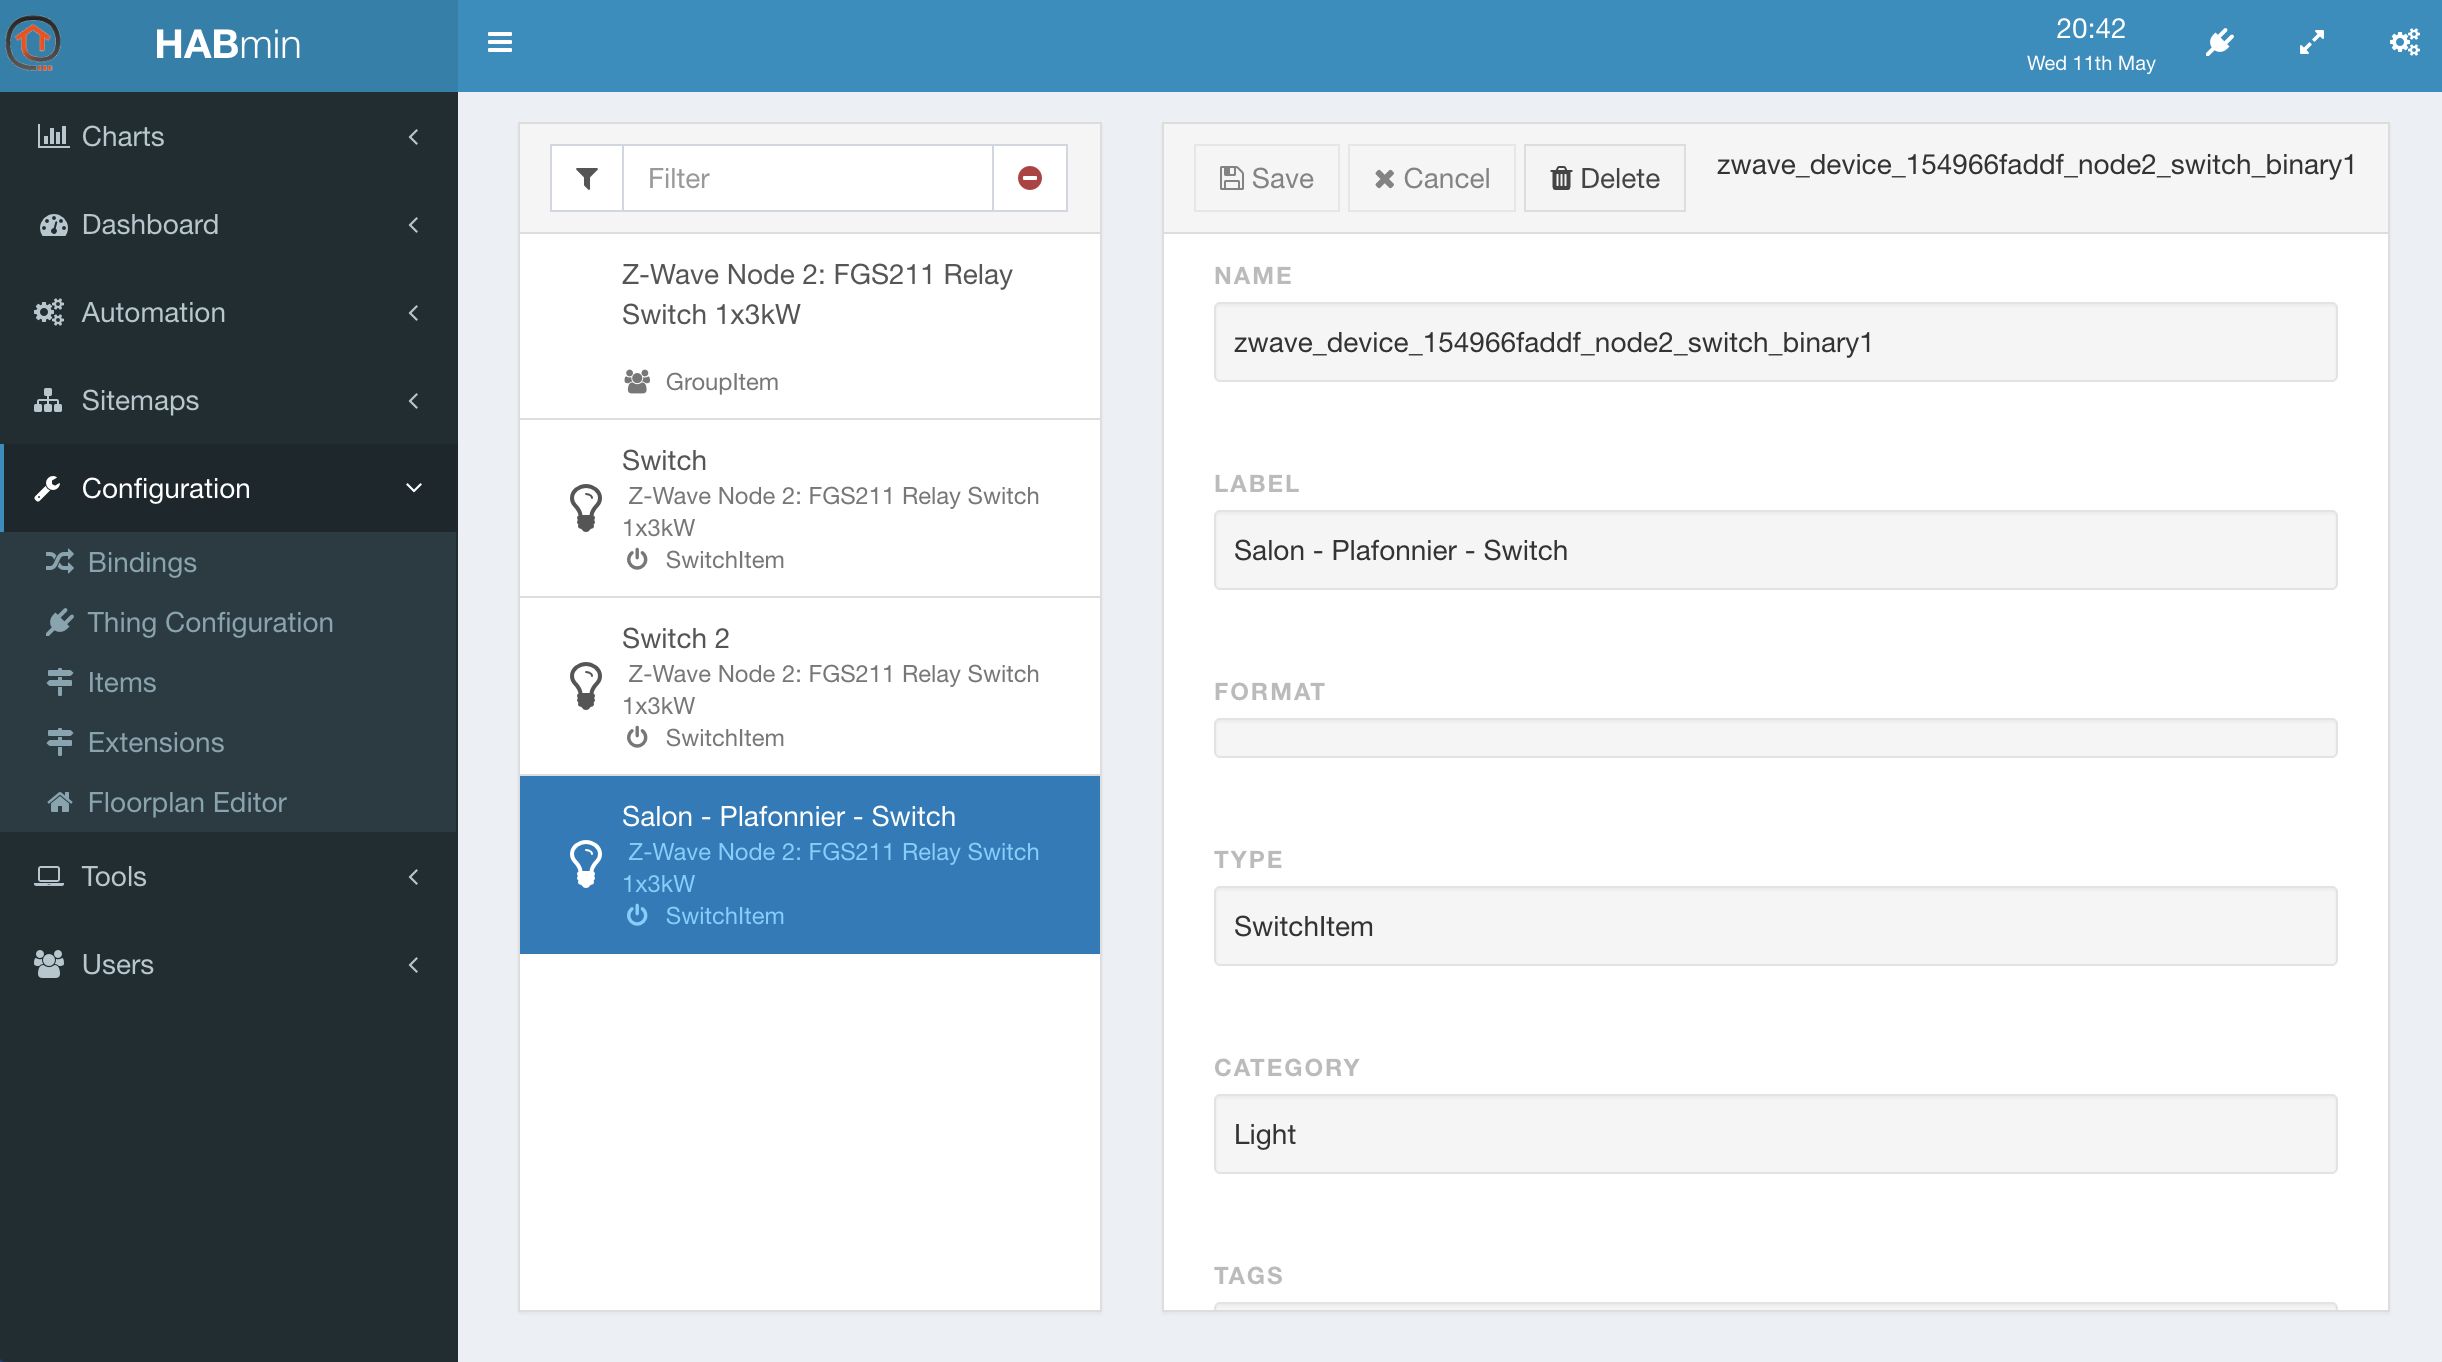 HABmin
20:42
Wed 11th May
Charts
Dashboard
Automation
Sitemaps
Configuration
Bindings
Thing Configuration
Items
Extensions
Floorplan Editor
Tools
Users
Filter
Z-Wave Node 2: FGS211 Relay
Switch 1x3kW
GroupItem
Switch
Z-Wave Node 2: FGS211 Relay Switch
1x3kW
SwitchItem
Switch 2
Z-Wave Node 2: FGS211 Relay Switch
1x3kW
SwitchItem
Salon - Plafonnier - Switch
Z-Wave Node 2: FGS211 Relay Switch
1x3kW
SwitchItem
Save
Cancel
Delete
zwave_device_154966faddf_node2_switch_binary1
NAME
zwave_device_154966faddf_node2_switch_binary1
LABEL
Salon - Plafonnier - Switch
FORMAT
TYPE
SwitchItem
CATEGORY
Light
TAGS